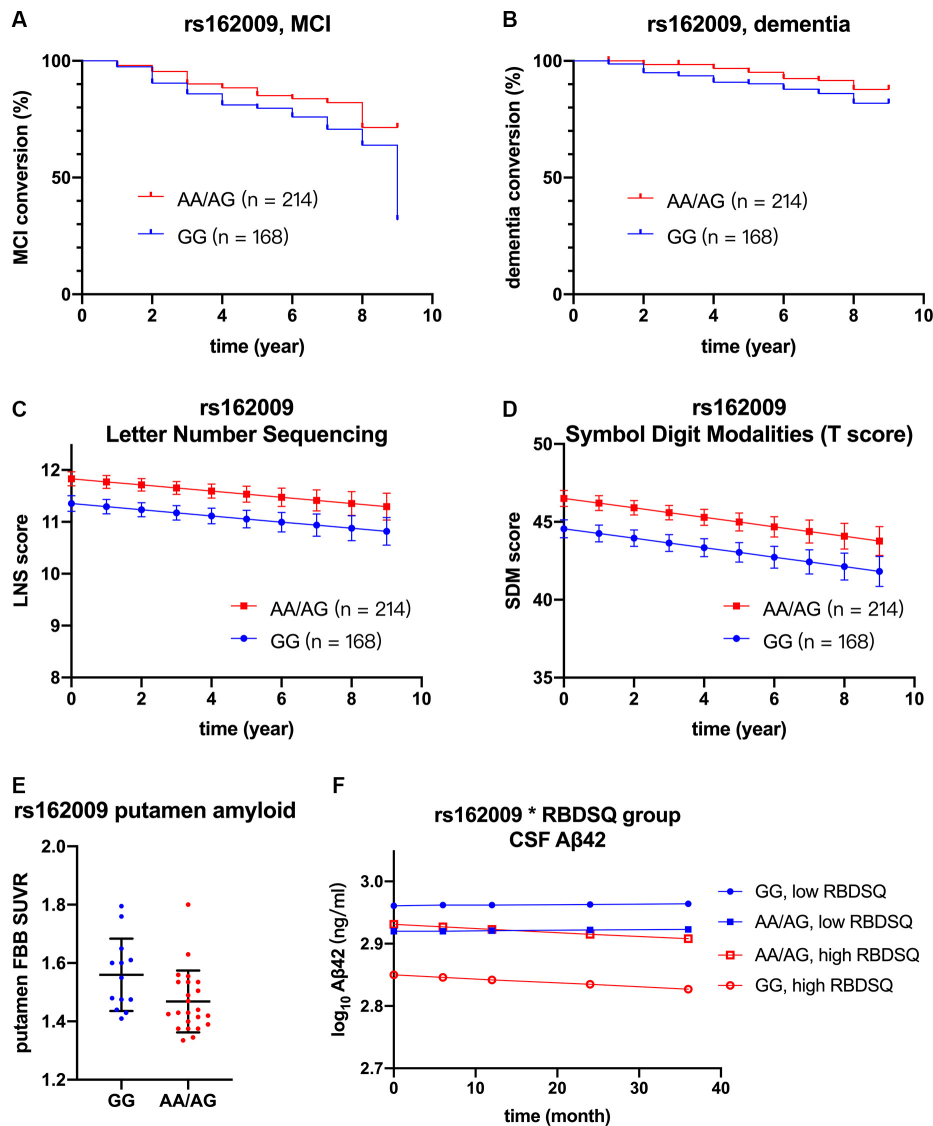 A
rs162009, MCI
MCI conversion (%)
100
50
0
AA/AG (n = 214)
GG (n = 168)
0 2 4 6 8 10
time (year)
B
rs162009, dementia
dementia conversion (%)
100
50
0
AA/AG (n = 214)
GG (n = 168)
0 2 4 6 8 10
time (year)
C
rs162009
Letter Number Sequencing
LNS score
12
11
10
9
8
AA/AG (n = 214)
GG (n = 168)
0 2 4 6 8 10
time (year)
D
rs162009
Symbol Digit Modalities (T score)
SDM score
50
45
40
35
AA/AG (n = 214)
GG (n = 168)
0 2 4 6 8 10
time (year)
E
rs162009 putamen amyloid
putamen FBB SUVR
2.0
1.8
1.6
1.4
1.2
GG AA/AG
F
rs162009 * RBDSQ group
CSF Aβ42
log10 Aβ42 (ng/ml)
3.0
2.9
2.8
2.7
0 10 20 30 40
time (month)
GG, low RBDSQ
AA/AG, low RBDSQ
AA/AG, high RBDSQ
GG, high RBDSQ